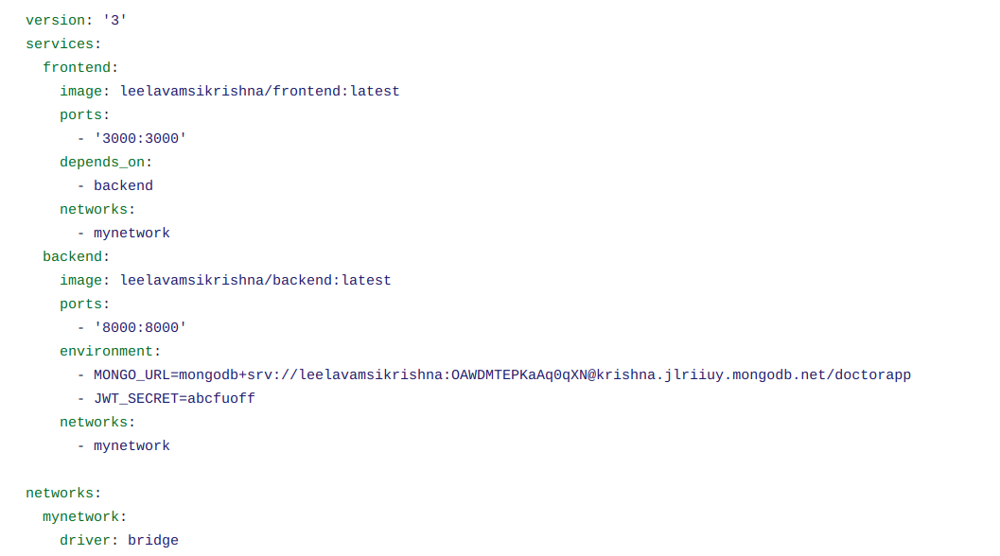 version: '3'
services:
  frontend:
    image: leelavamsikrishna/frontend:latest
    ports:
      - '3000:3000'
    depends_on:
      - backend
    networks:
      - mynetwork
  backend:
    image: leelavamsikrishna/backend:latest
    ports:
      - '8000:8000'
    environment:
      - MONGO_URL=mongodb+srv://leelavamsikrishna:OAWDMTEPKaAq0qXN@krishna.jlriiuy.mongodb.net/doctorapp
      - JWT_SECRET=abcfuoff
    networks:
      - mynetwork

networks:
  mynetwork:
    driver: bridge